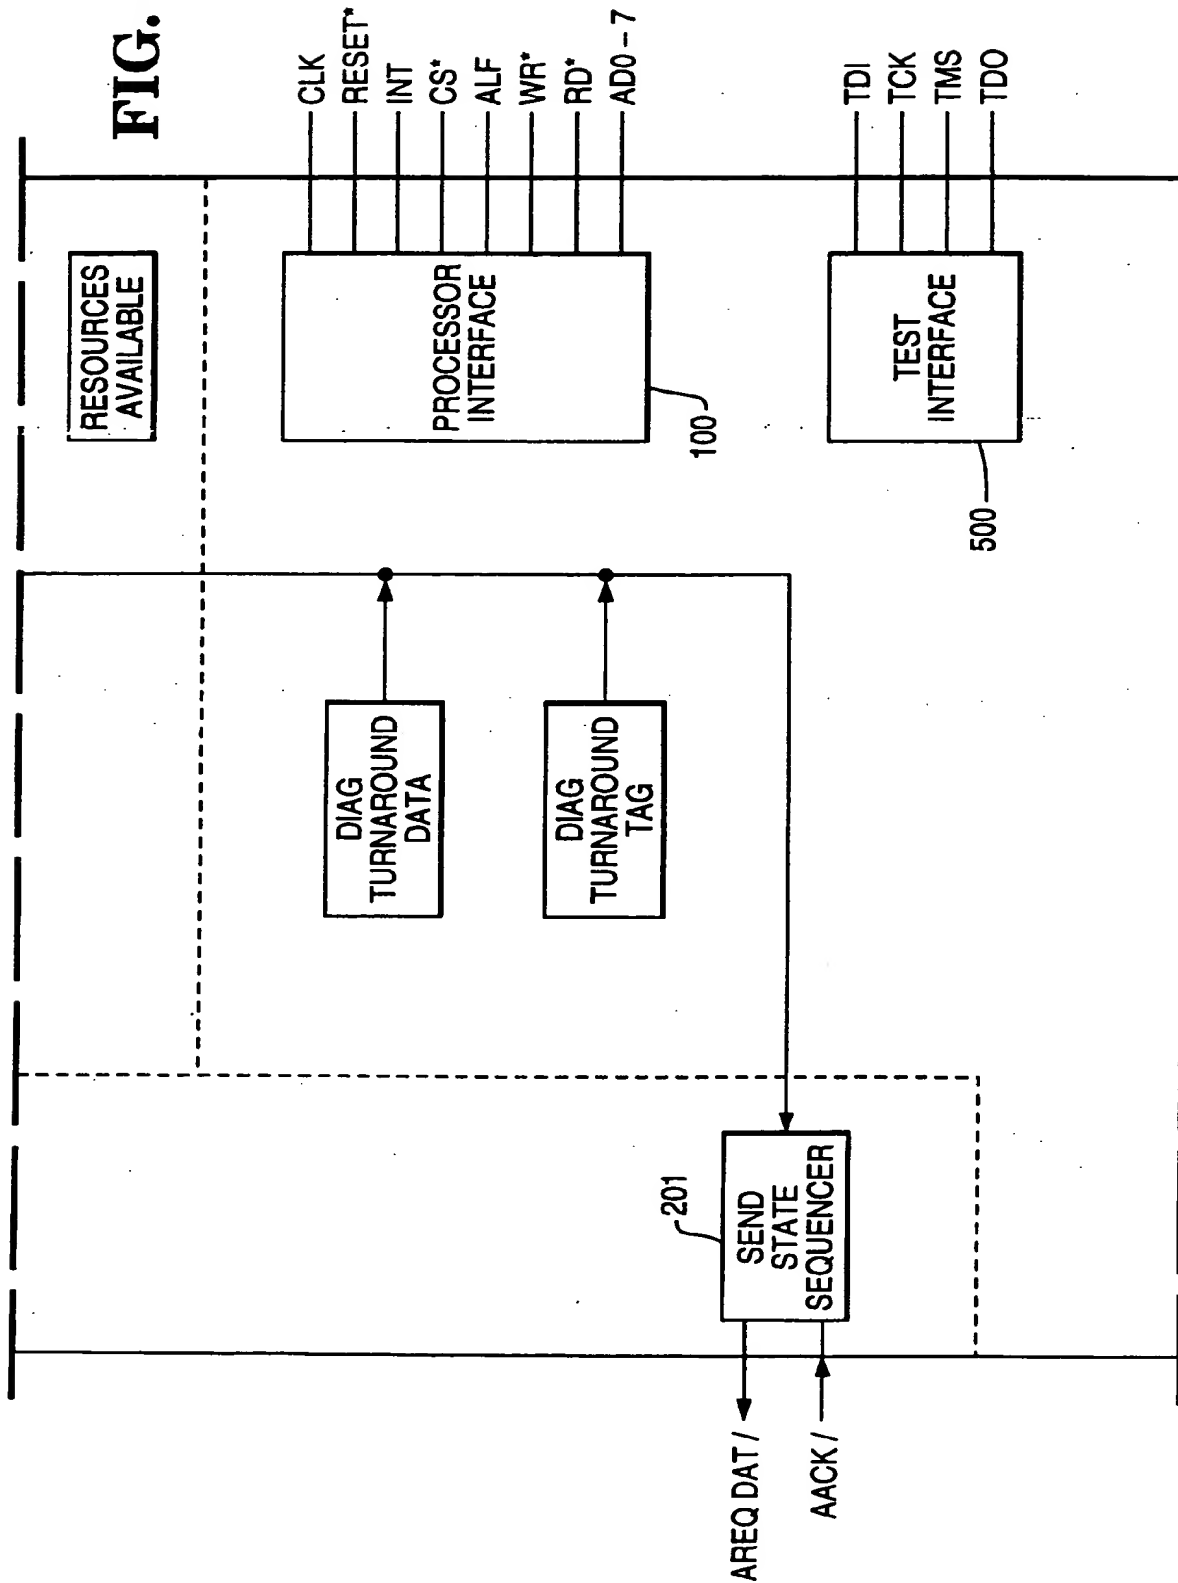 FIG.
RESOURCES
AVAILABLE
CLK
RESET*
INT
CS*
ALF
WR*
RD*
AD0-7
PROCESSOR
INTERFACE
100
TDI
TCK
TMS
TDO
TEST
INTERFACE
500
DIAG
TURNAROUND
DATA
DIAG
TURNAROUND
TAG
201
SEND
STATE
SEQUENCER
AREQ DAT /
AACK /